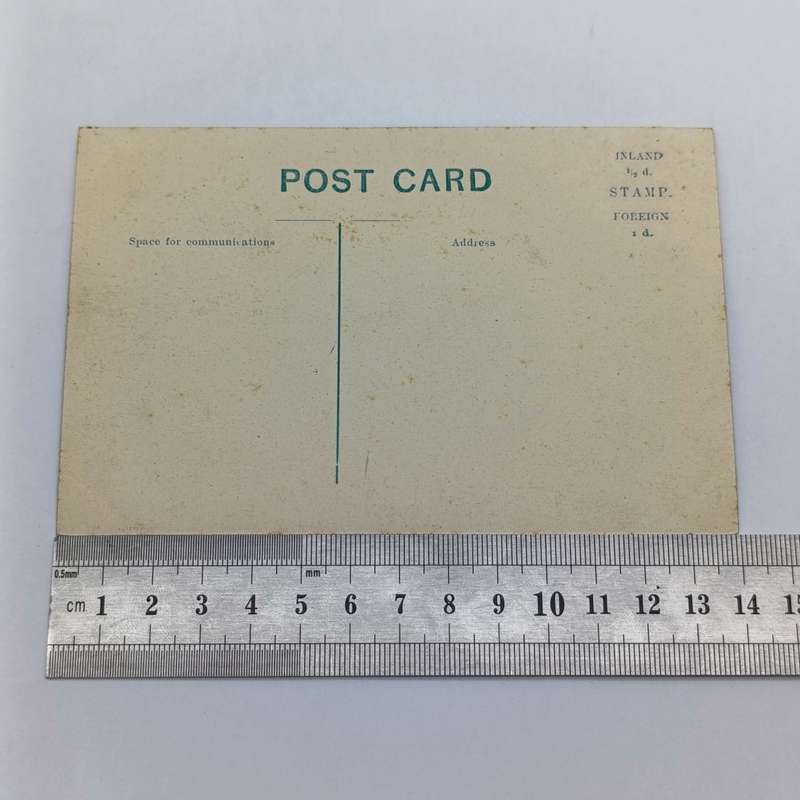 POST CARD
INLAND
½ d.
STAMP.
FOREIGN
1 d.
Space for communications
Address
0.5mm
mm
cm 1 2 3 4 5 6 7 8 9 10 11 12 13 14 15